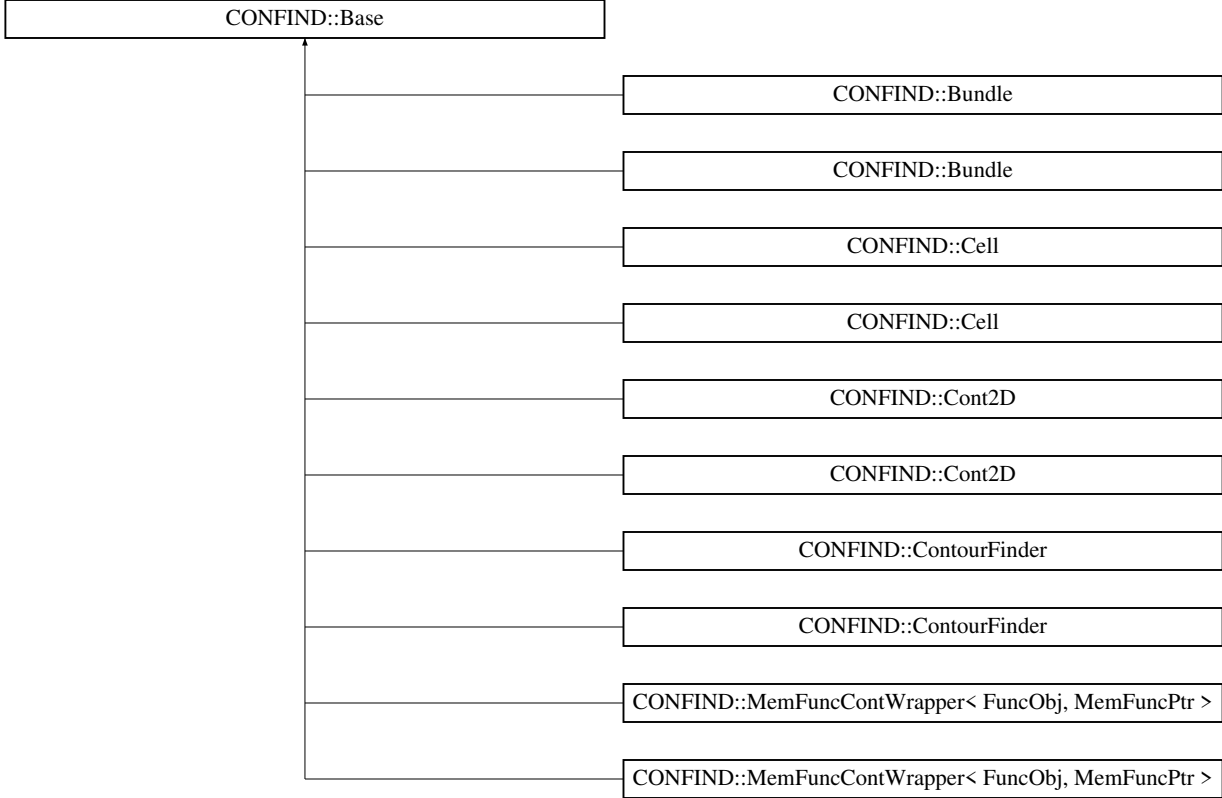 CONFIND::Base
CONFIND::Bundle
CONFIND::Bundle
CONFIND::Cell
CONFIND::Cell
CONFIND::Cont2D
CONFIND::Cont2D
CONFIND::ContourFinder
CONFIND::ContourFinder
CONFIND::MemFuncContWrapper< FuncObj, MemFuncPtr >
CONFIND::MemFuncContWrapper< FuncObj, MemFuncPtr >